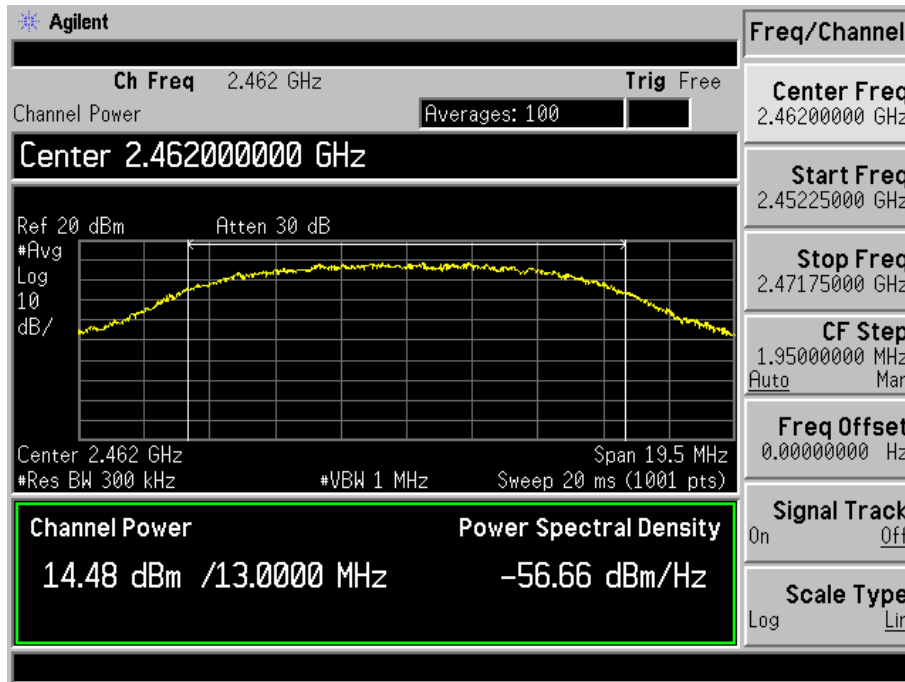 Agilent
Freq/Channel
Ch Freq 2.462 GHz Trig Free
Channel Power Averages: 100
Center 2.462000000 GHz
Ref 20 dBm Atten 30 dB
#Avg
Log
10
dB/
Center 2.462 GHz Span 19.5 MHz
#Res BW 300 kHz #VBW 1 MHz Sweep 20 ms (1001 pts)
Channel Power Power Spectral Density
14.48 dBm /13.0000 MHz -56.66 dBm/Hz
Center Freq
2.46200000 GHz
Start Freq
2.45225000 GHz
Stop Freq
2.47175000 GHz
CF Step
1.95000000 MHz
Auto Man
Freq Offset
0.00000000 Hz
Signal Track
On Off
Scale Type
Log Lin